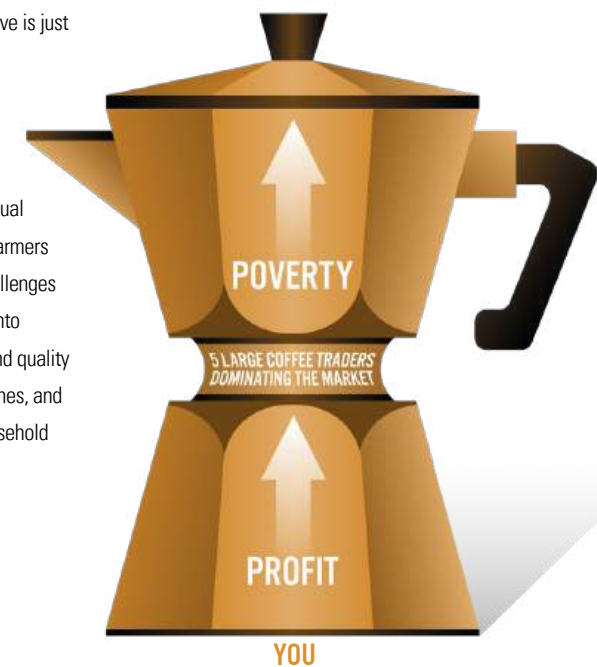 ve is just
ual
armers
llenges
nto
nd quality
nes, and
sehold
POVERTY
5 LARGE COFFEE TRADERS
DOMINATING THE MARKET
PROFIT
YOU